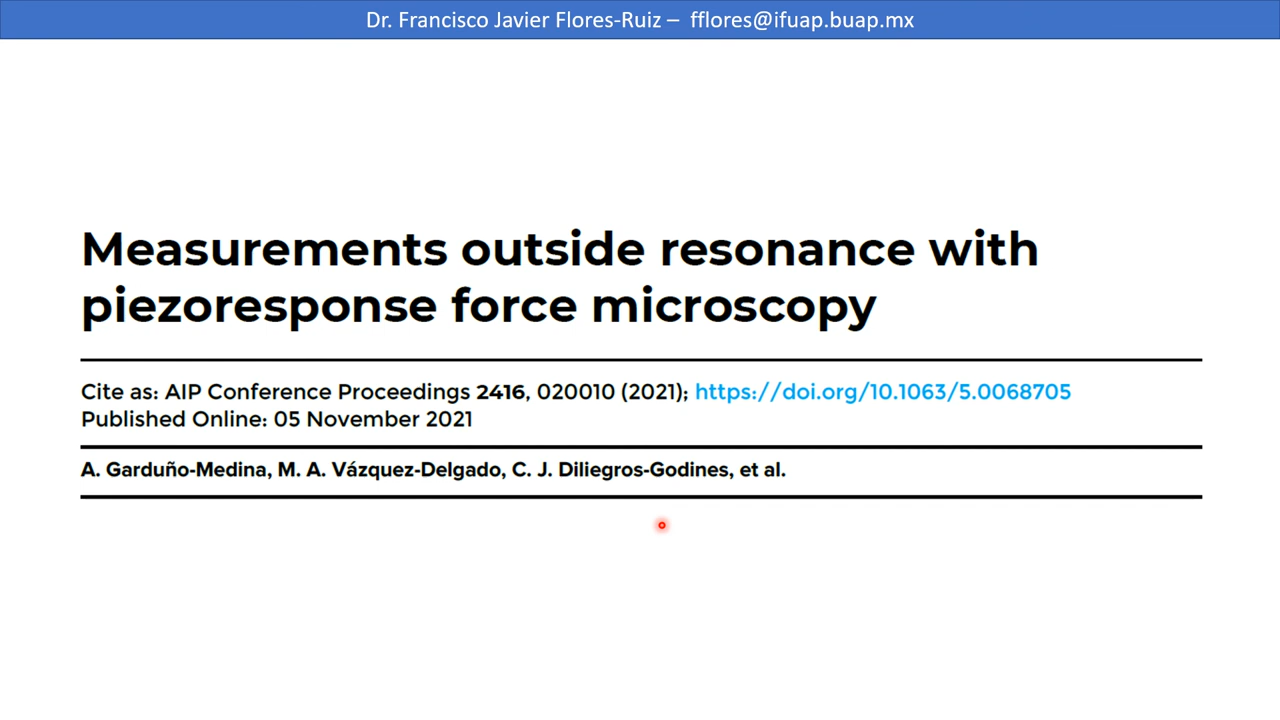 Dr. Francisco Javier Flores-Ruiz – fflores@ifuap.buap.mx
Measurements outside resonance with
piezoresponse force microscopy
Cite as: AIP Conference Proceedings 2416, 020010 (2021); https://doi.org/10.1063/5.0068705
Published Online: 05 November 2021
A. Garduño-Medina, M. A. Vázquez-Delgado, C. J. Diliegros-Godines, et al.